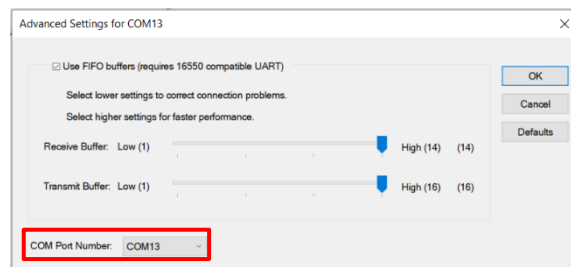 Advanced Settings for COM13
Use FIFO buffers (requires 16550 compatible UART)
OK
Select lower settings to correct connection problems.
Cancel
Select higher settings for faster performance.
Defaults
Receive Buffer: Low (1) High (14) (14)
Transmit Buffer: Low (1) High (16) (16)
COM Port Number: COM13